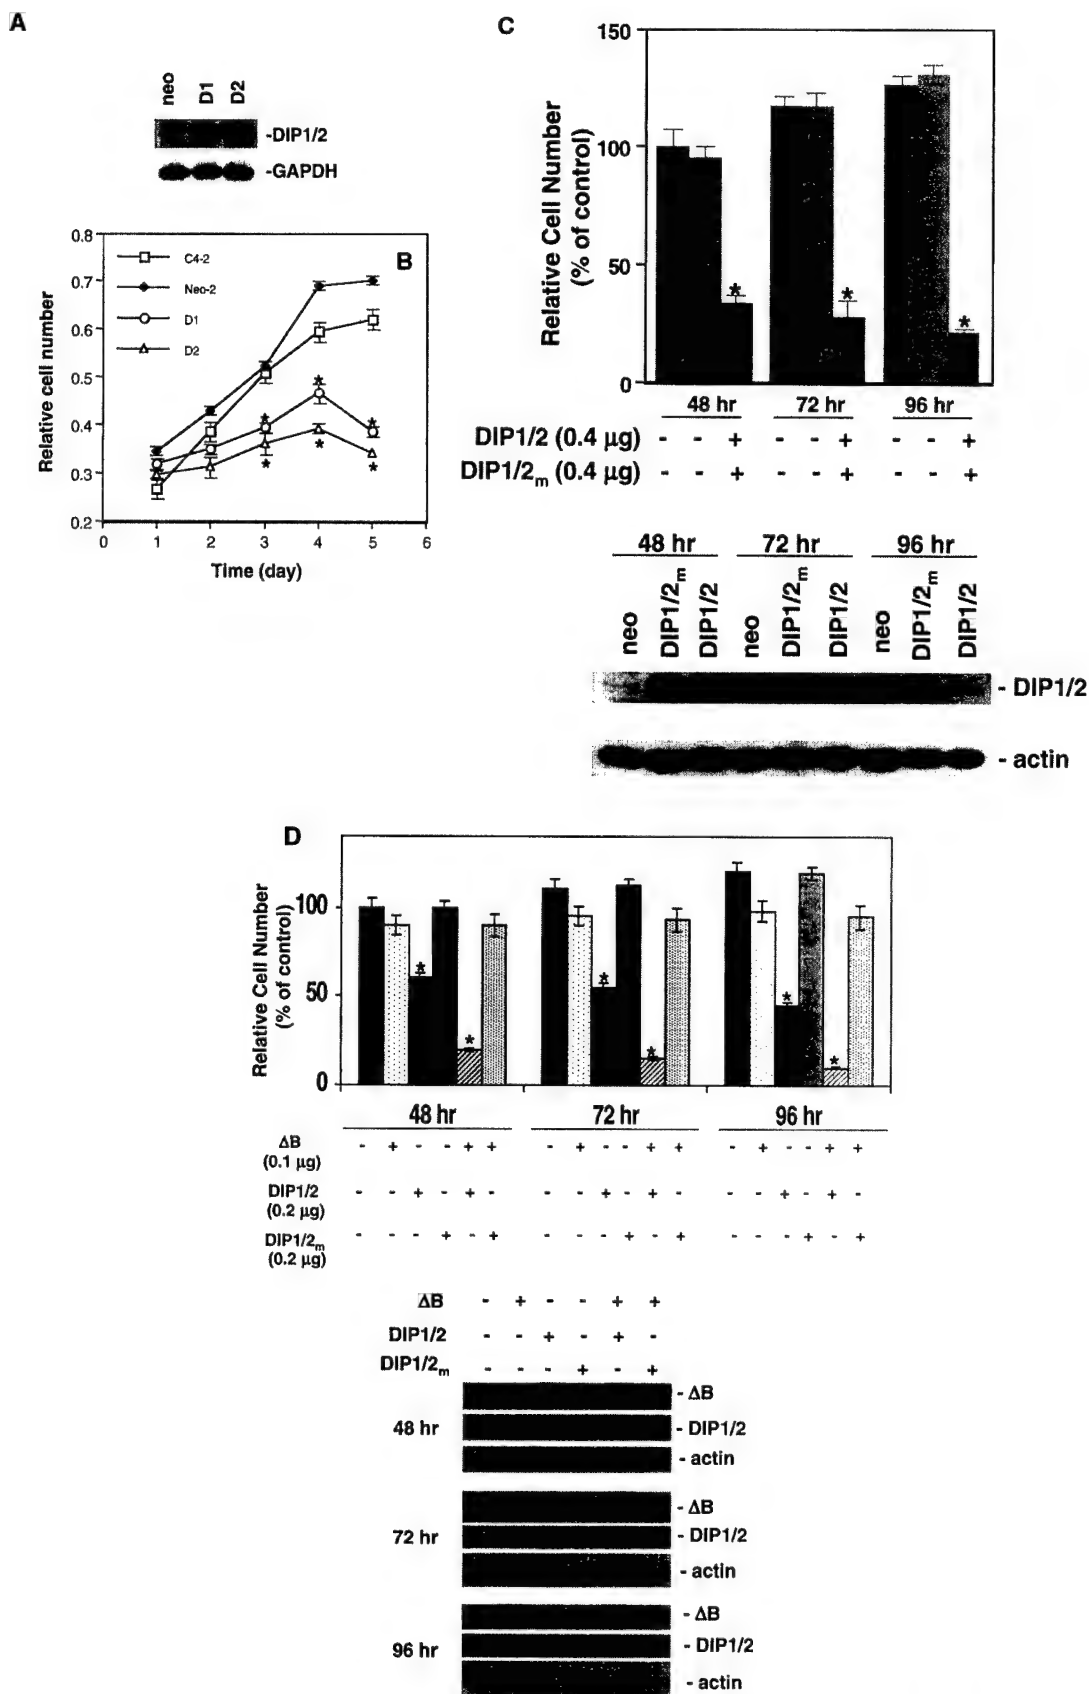 A
neo D1 D2
-DIP1/2
-GAPDH
B
0.8
0.7
0.6
0.5
0.4
0.3
0.2
C4-2
Neo-2
D1
D2
* * *
* * *
Relative cell number
0 1 2 3 4 5 6
Time (day)
C
150
100
50
0
Relative Cell Number
(% of control)
* * *
48 hr 72 hr 96 hr
DIP1/2 (0.4 µg) - - + - - + - - +
DIP1/2m (0.4 µg) - - + - - + - - +
48 hr 72 hr 96 hr
neo DIP1/2m DIP1/2 neo DIP1/2m DIP1/2 neo DIP1/2m DIP1/2
- DIP1/2
- actin
D
100
50
0
Relative Cell Number
(% of control)
* * * * * *
48 hr 72 hr 96 hr
ΔB - + - - + + - + - - + + - + - - + +
(0.1 µg)
DIP1/2 - - + - + - - - + - + - - - + - + -
(0.2 µg)
DIP1/2m - - - + - + - - - + - + - - - + - +
(0.2 µg)
ΔB - + - - + +
DIP1/2 - - + - + -
DIP1/2m - - - + - +
- ΔB
48 hr - DIP1/2
- actin
- ΔB
72 hr - DIP1/2
- actin
- ΔB
96 hr - DIP1/2
- actin